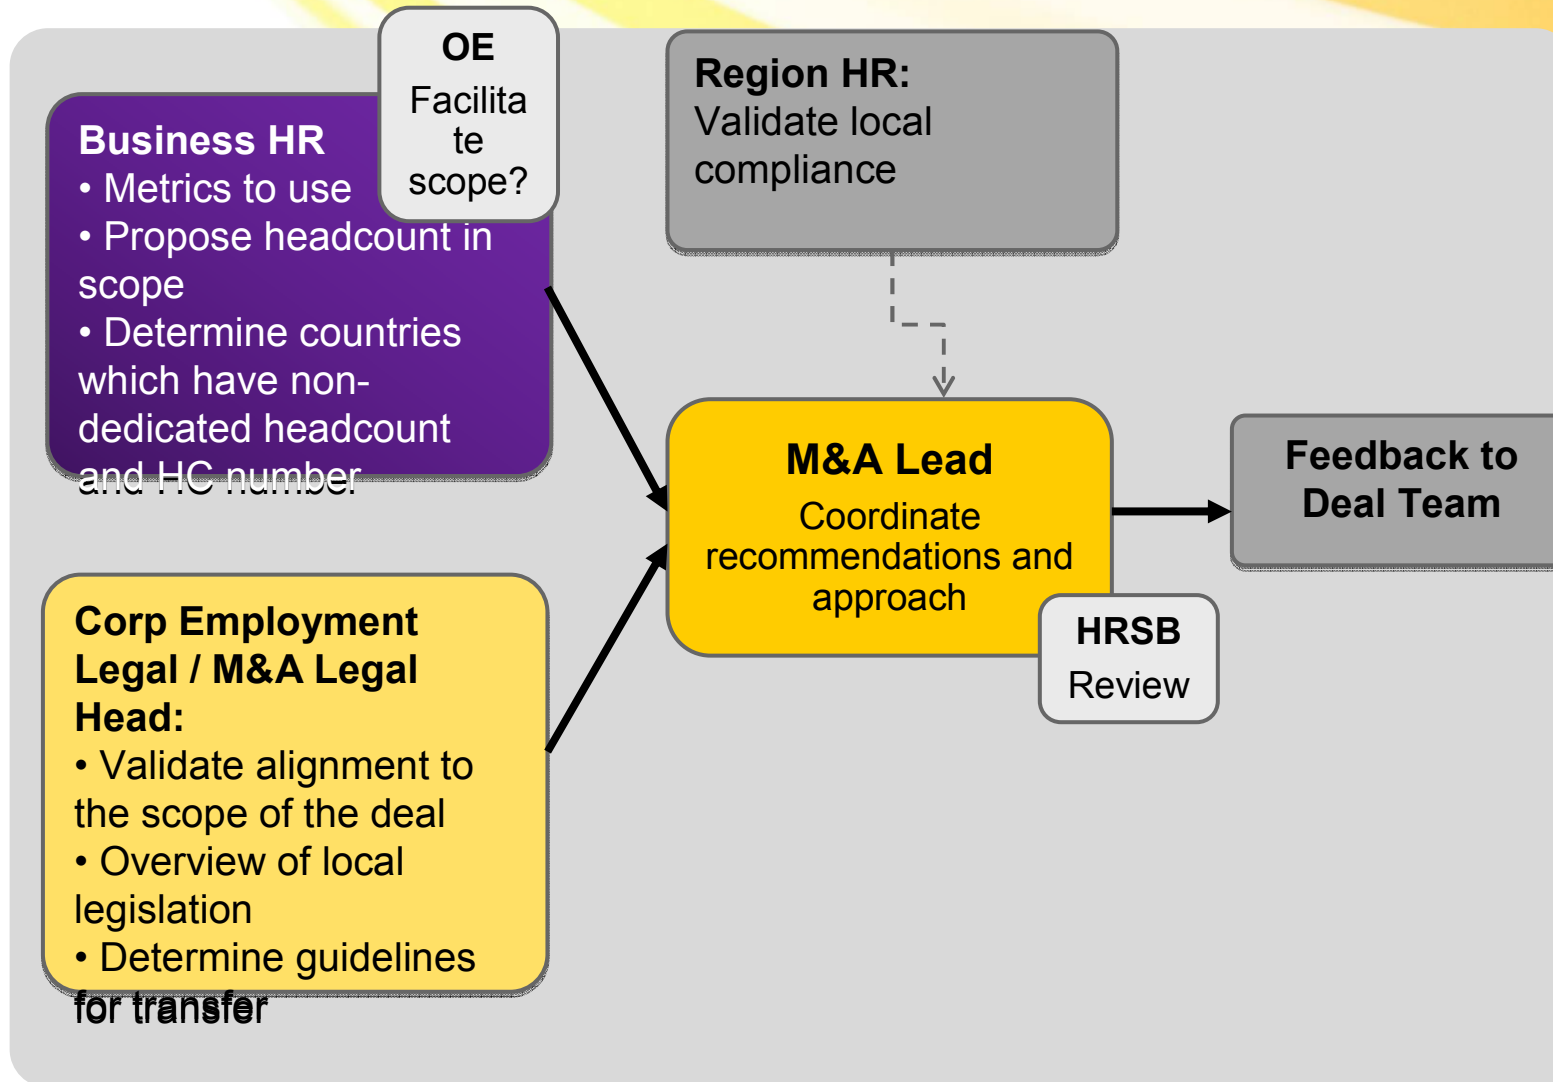 OE
Facilita
te
scope?
Business HR
• Metrics to use
• Propose headcount in
scope
• Determine countries
which have non-
dedicated headcount
and HC number
Region HR:
Validate local
compliance
M&A Lead
Coordinate
recommendations and
approach
HRSB
Review
Feedback to
Deal Team
Corp Employment
Legal / M&A Legal
Head:
• Validate alignment to
the scope of the deal
• Overview of local
legislation
• Determine guidelines
for transfer